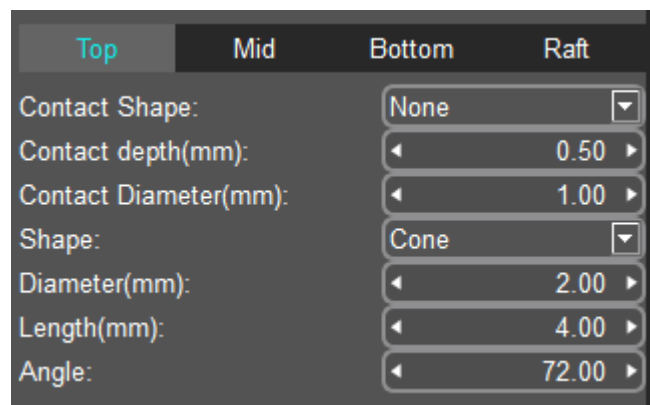 Top Mid Bottom Raft
Contact Shape: None
Contact depth(mm): 0.50
Contact Diameter(mm): 1.00
Shape: Cone
Diameter(mm): 2.00
Length(mm): 4.00
Angle: 72.00